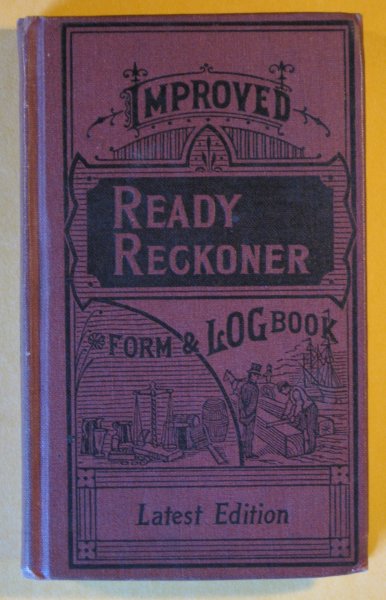 IMPROVED
READY
RECKONER
FORM & LOG BOOK
Latest Edition